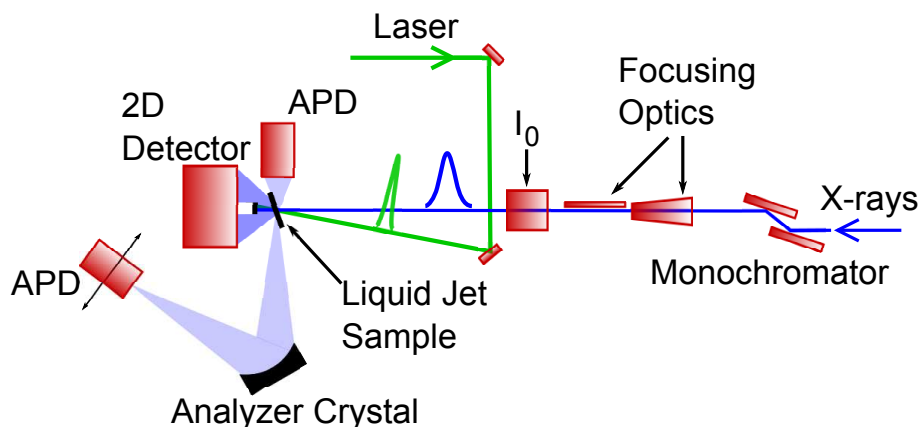 Laser
2D
Detector
APD
I0
Focusing
Optics
X-rays
Monochromator
APD
Liquid Jet
Sample
Analyzer Crystal